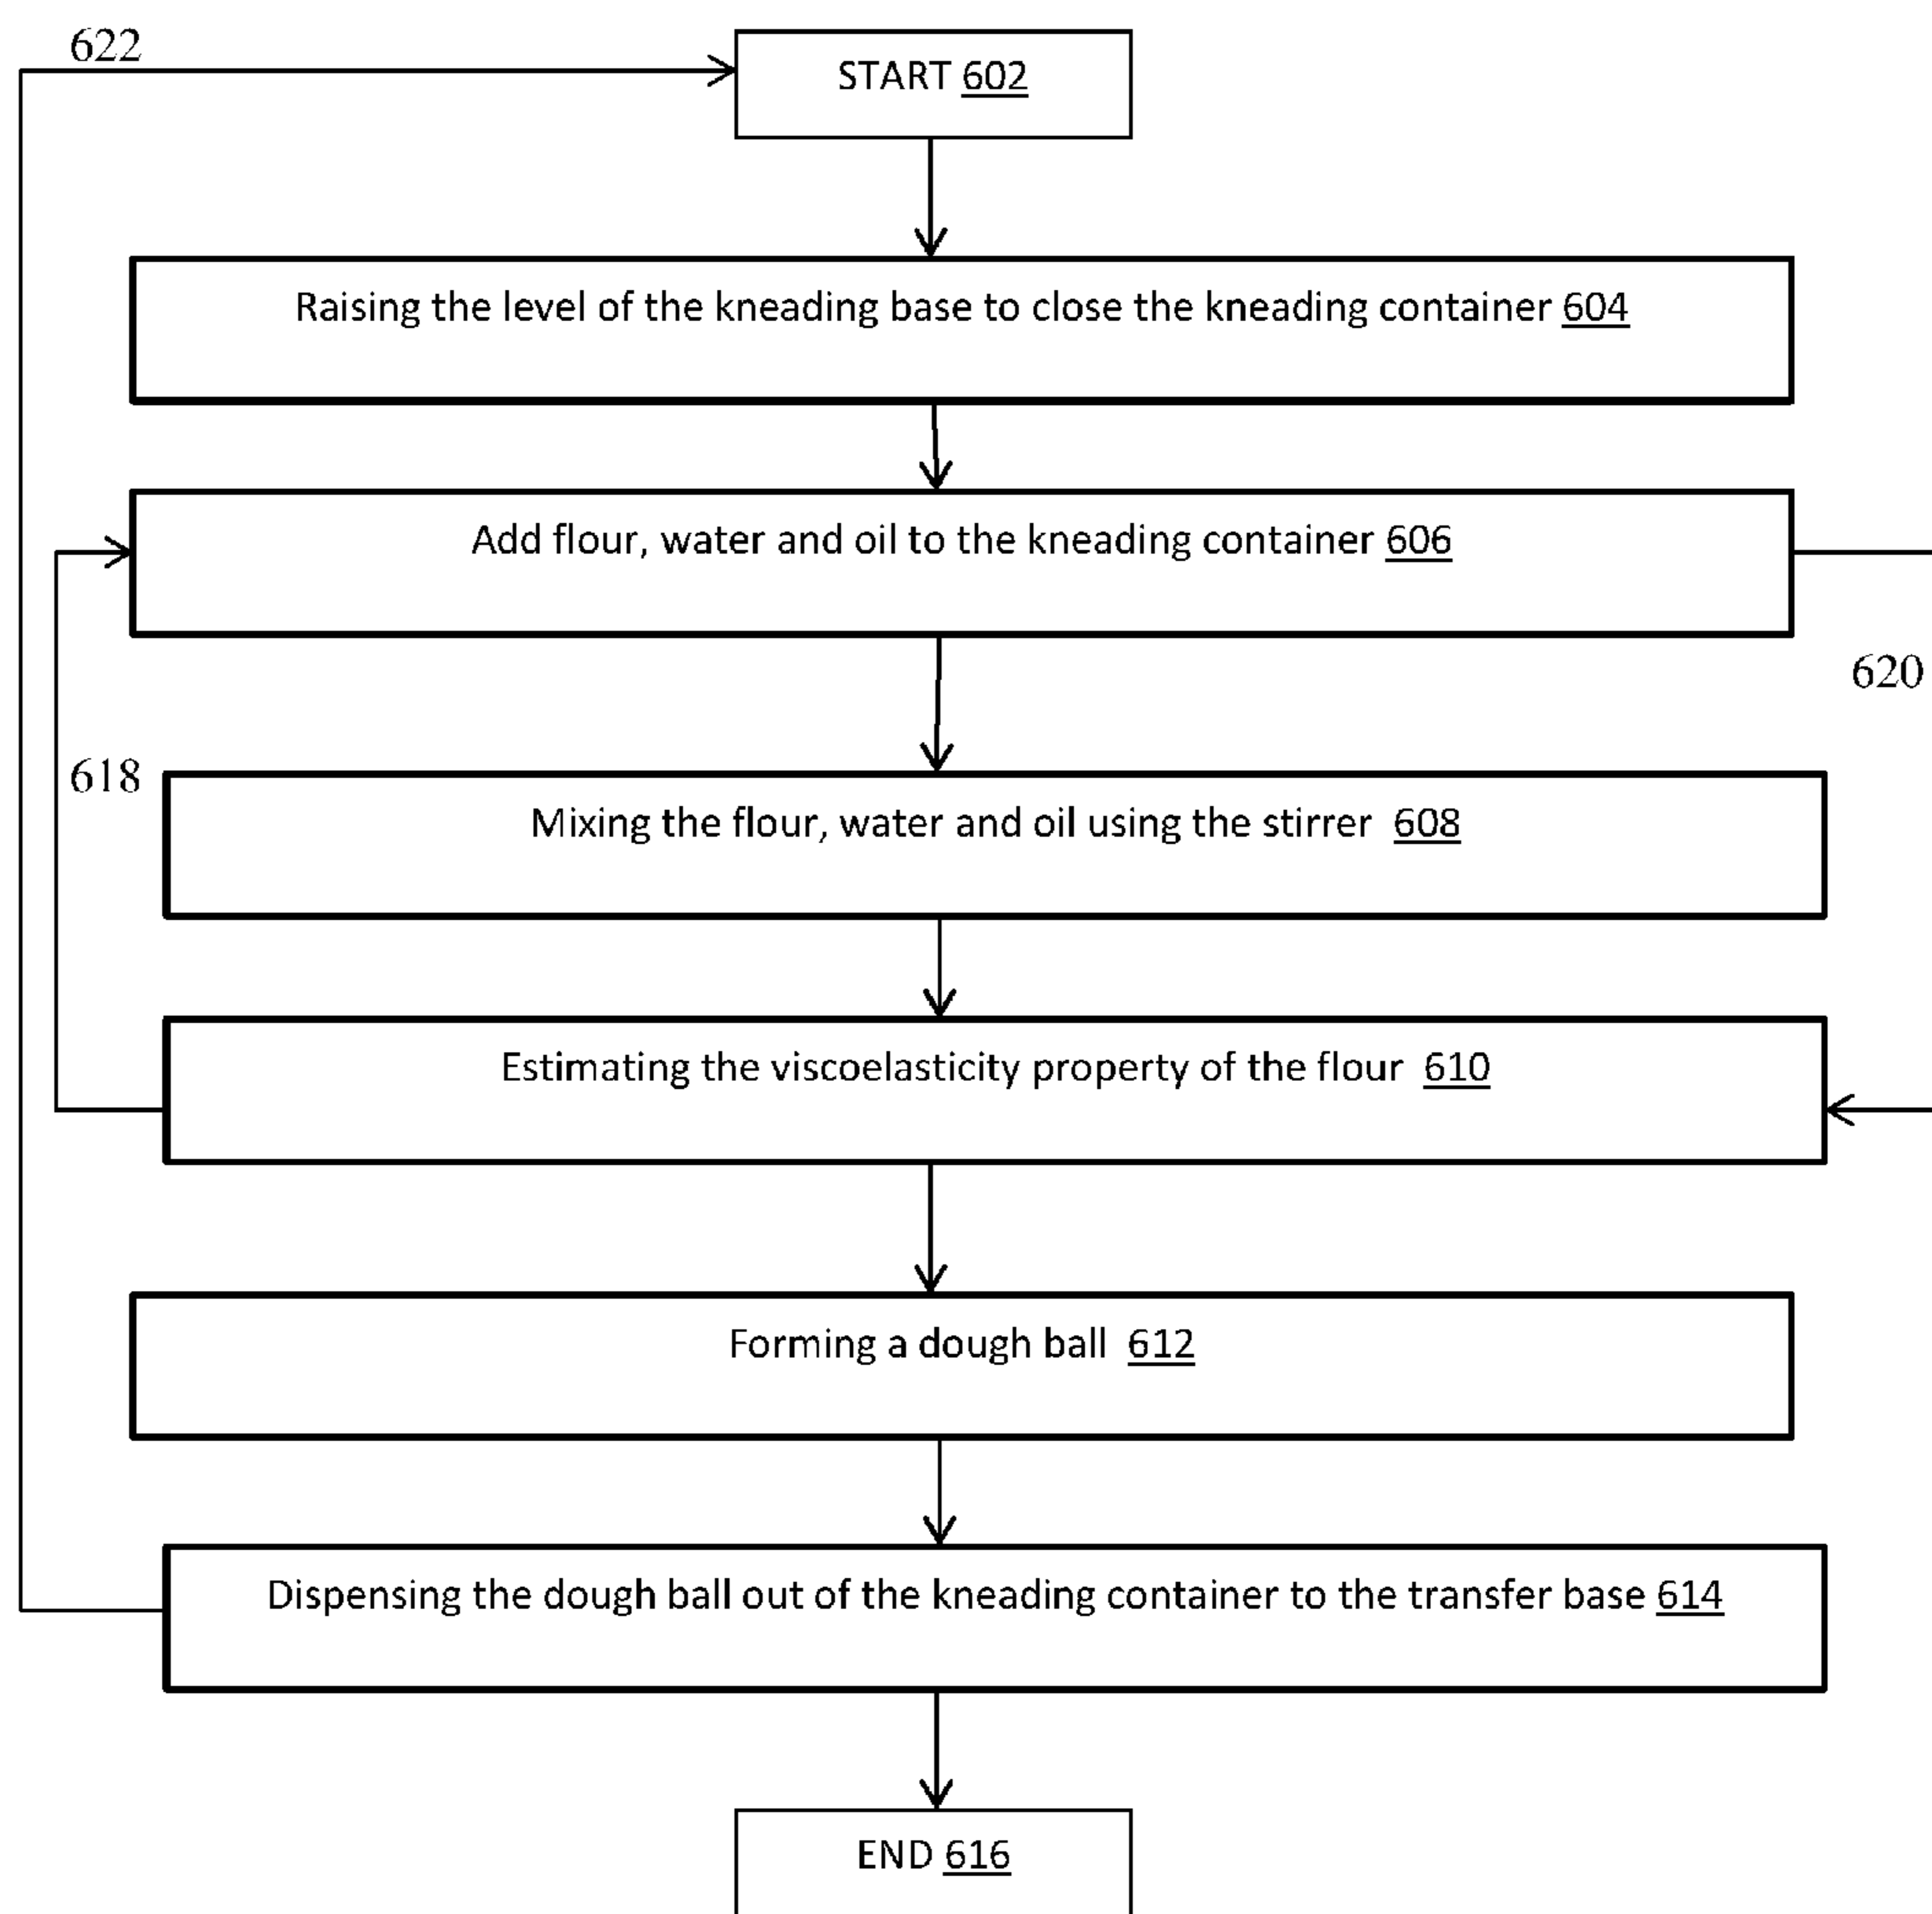 622
START 602
Raising the level of the kneading base to close the kneading container 604
Add flour, water and oil to the kneading container 606
620
618
Mixing the flour, water and oil using the stirrer 608
Estimating the viscoelasticity property of the flour 610
Forming a dough ball 612
Dispensing the dough ball out of the kneading container to the transfer base 614
END 616